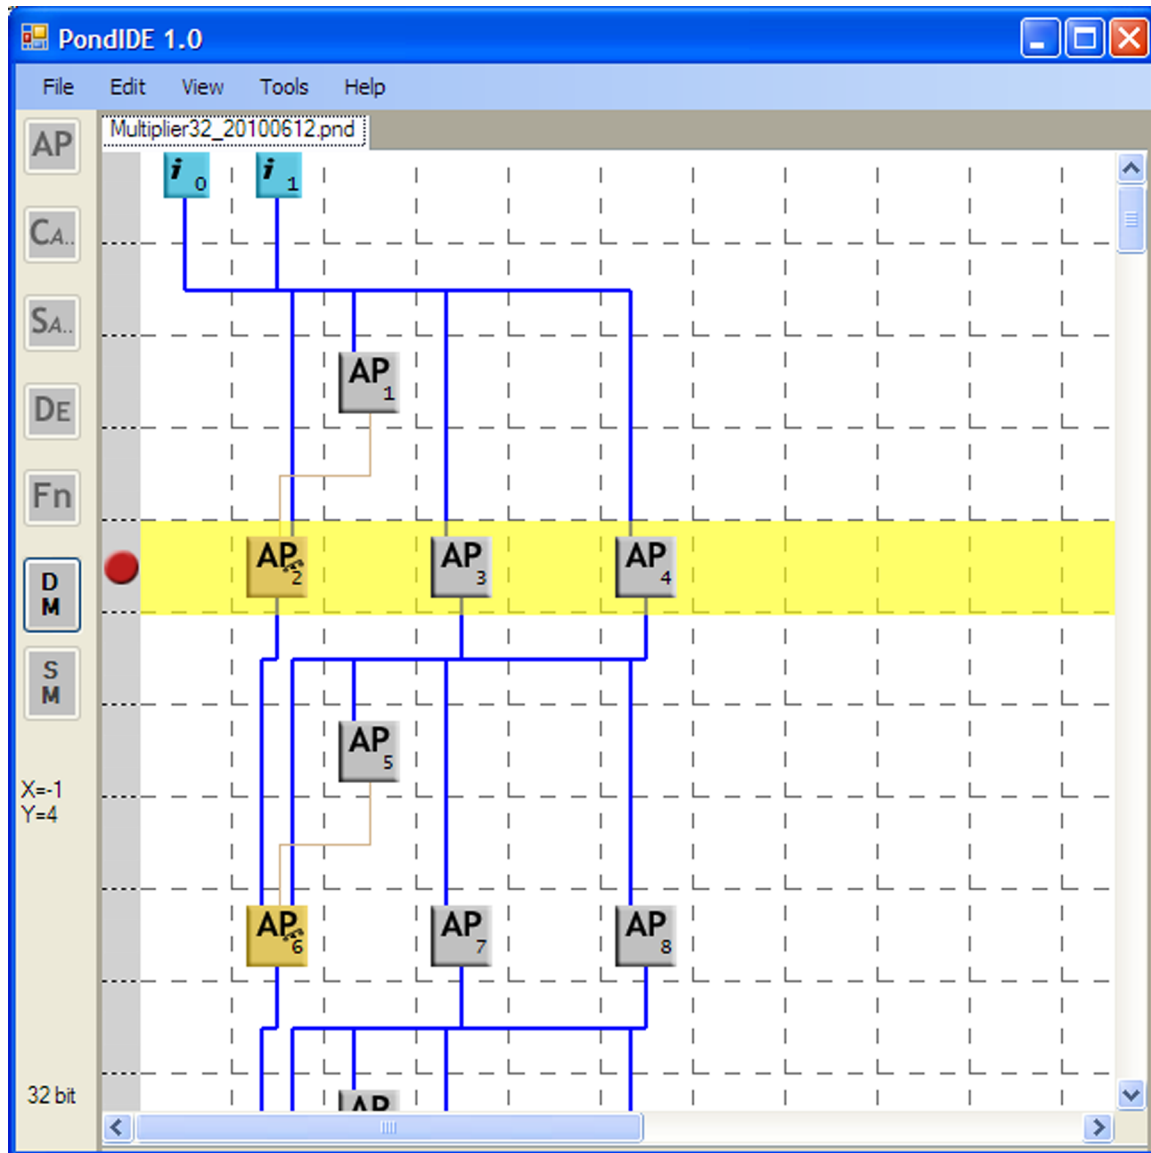 PondIDE 1.0
File Edit View Tools Help
Multiplier32_20100612.pnd
AP
CA..
SA..
DE
Fn
D
M
S
M
X=-1
Y=4
32 bit
i 0 i 1
AP 1
AP 2 AP 3 AP 4
AP 5
AP 6 AP 7 AP 8
AP